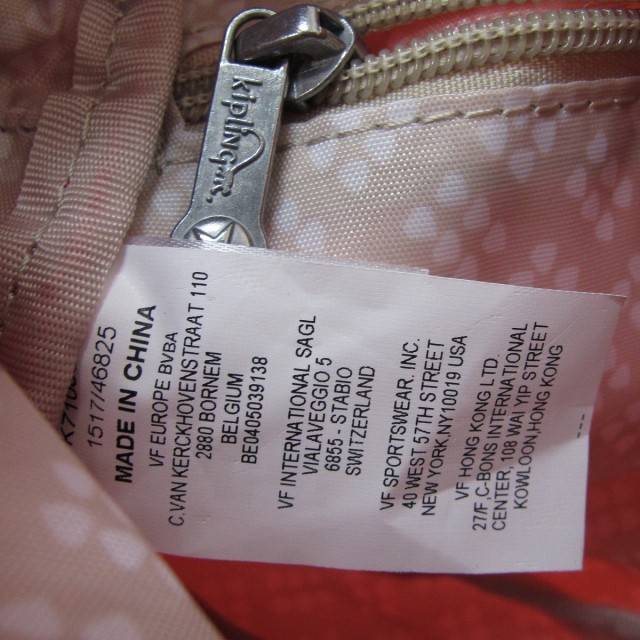 Kipling
1517/46825
MADE IN CHINA
VF EUROPE BVBA
C.VAN KERCKHOVENSTRAAT 110
2880 BORNEM
BELGIUM
BE0406039138
VF INTERNATIONAL SAGL
VIALAVEGGIO 5
6855 - STABIO
SWITZERLAND
VF SPORTSWEAR. INC.
40 WEST 57TH STREET
NEW YORK.NY10019 USA
VF HONG KONG LTD.
27/F,C-BONS INTERNATIONAL
CENTER, 108 WAI YIP STREET
KOWLOON,HONG KONG